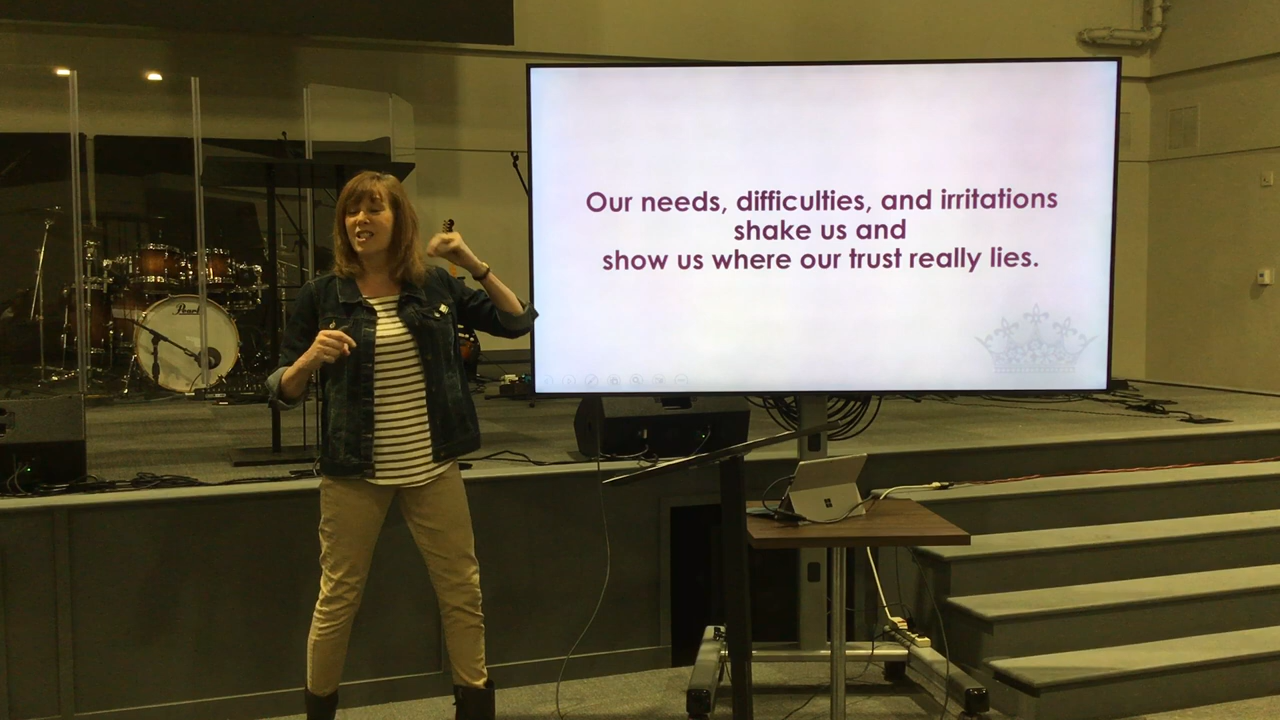 Our needs, difficulties, and irritations
shake us and
show us where our trust really lies.
Pearl